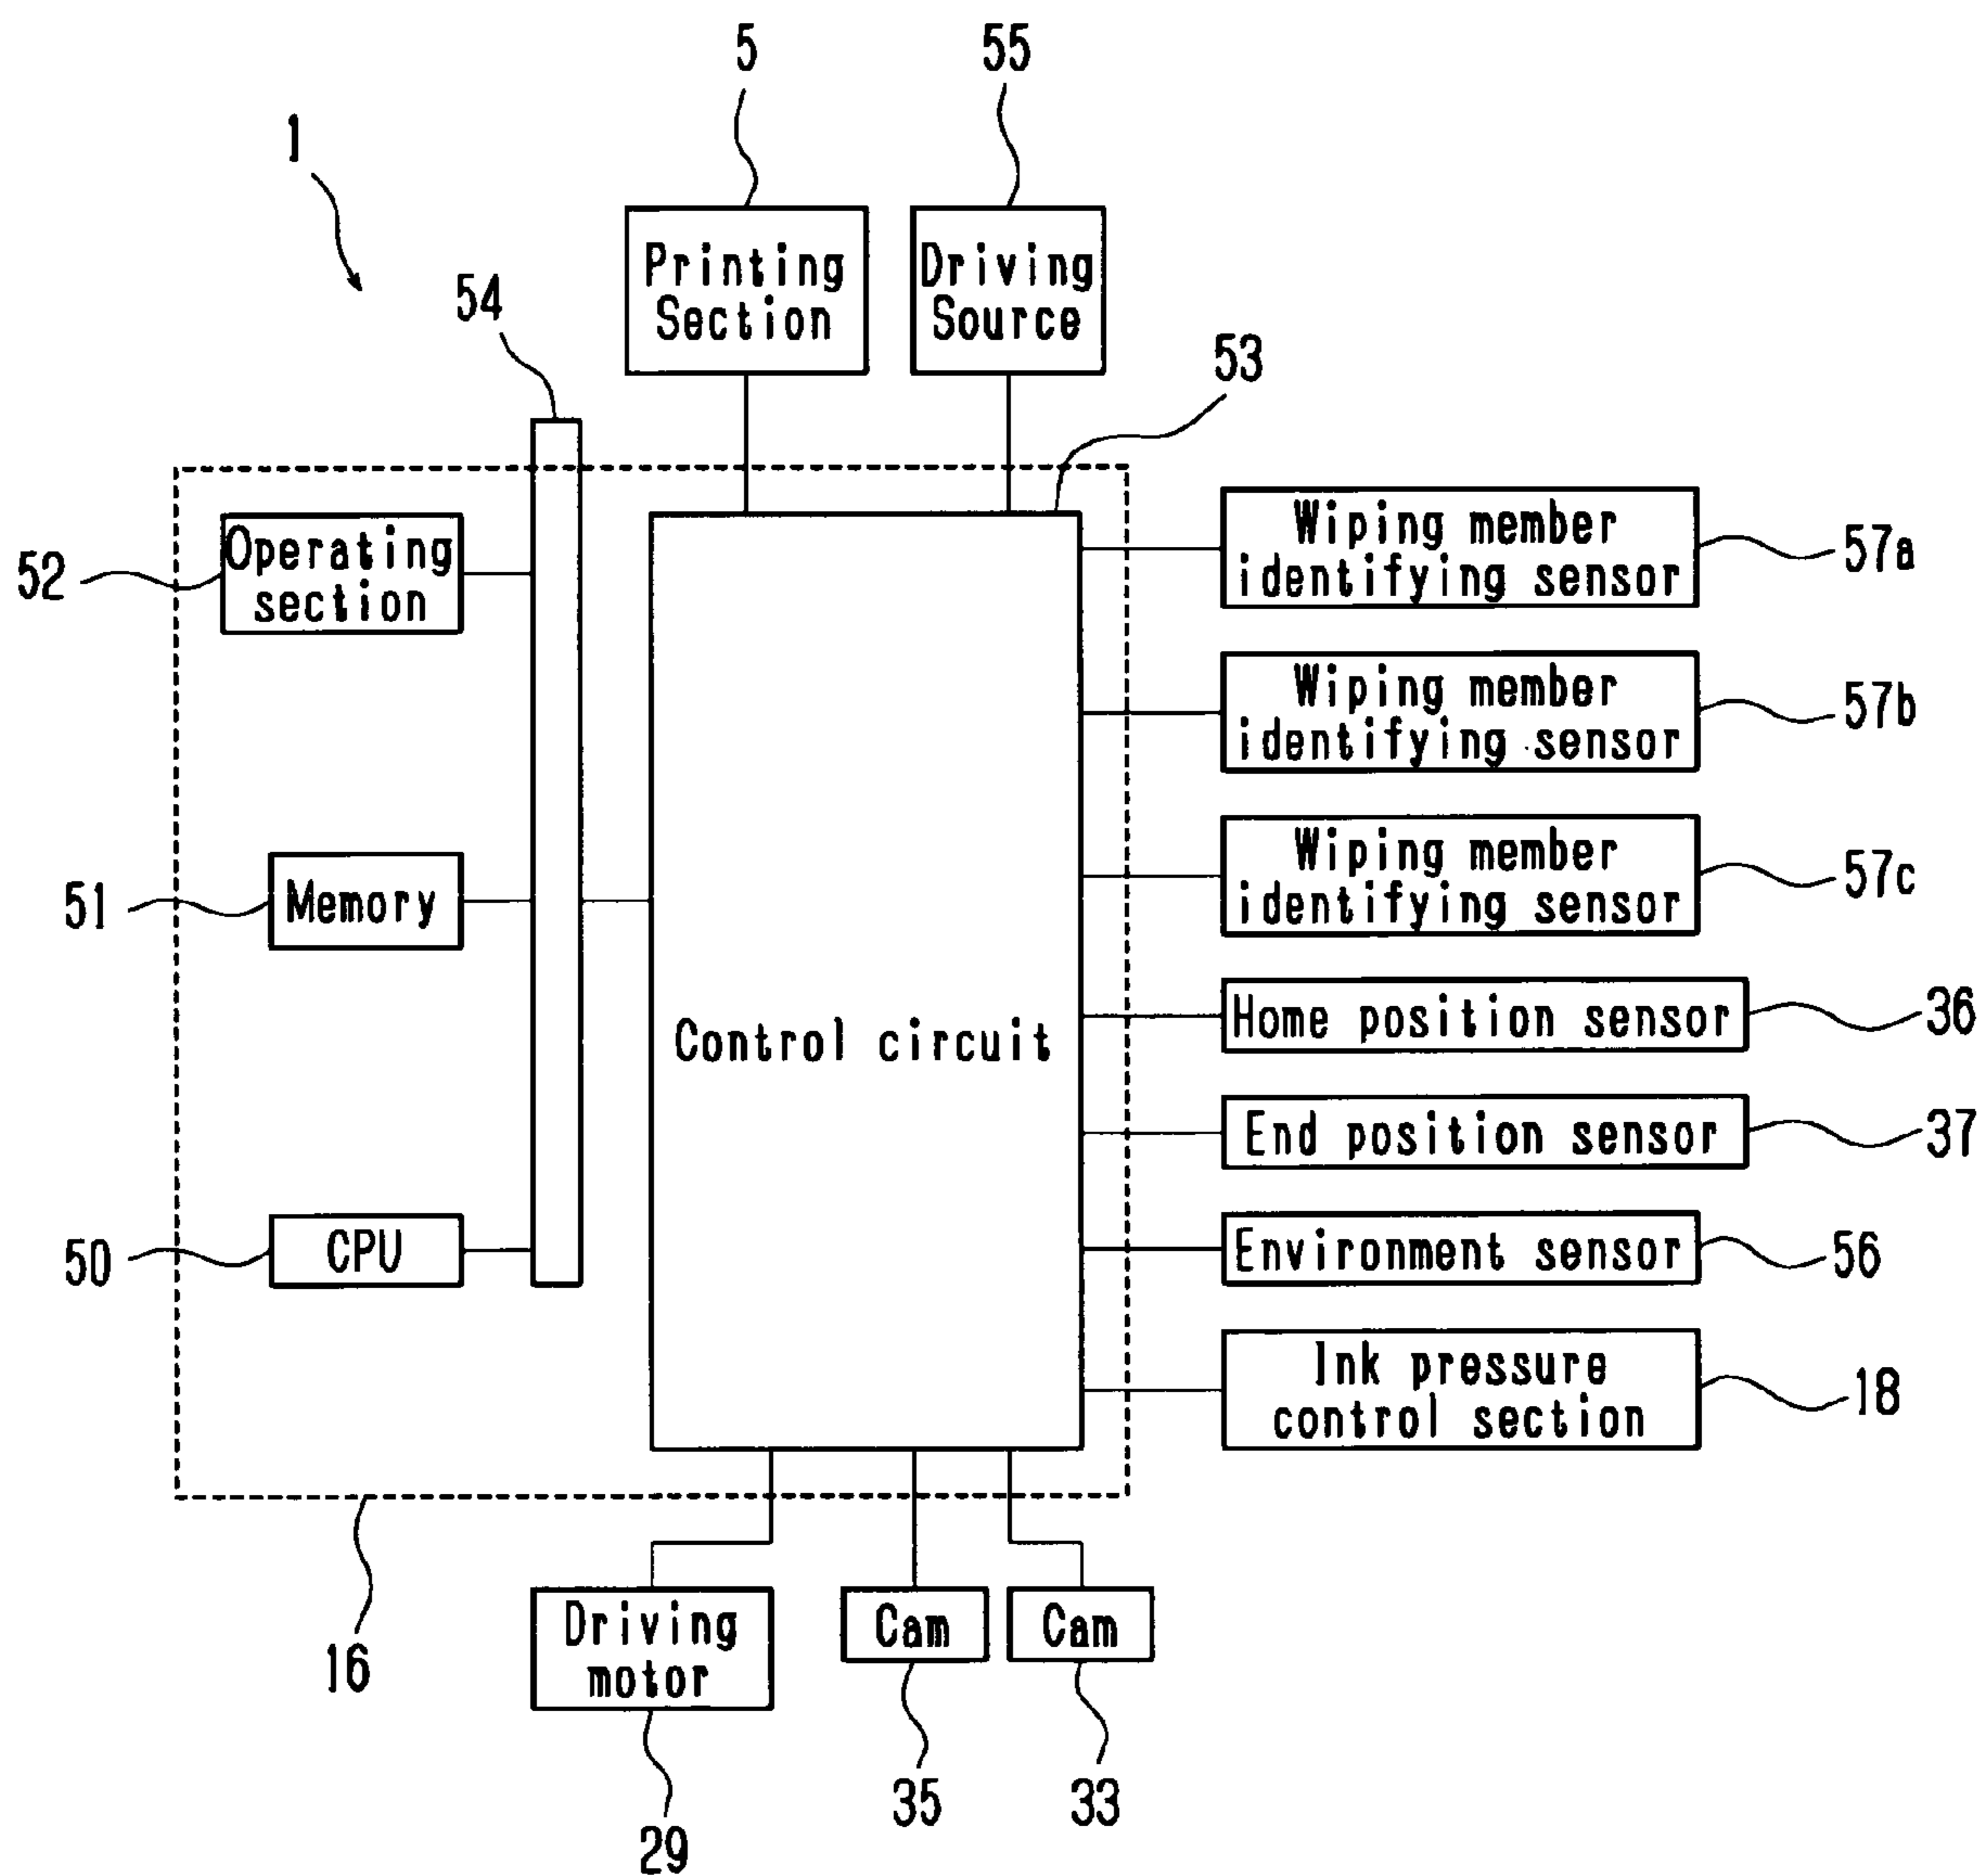 5
55
1
Printing
Section
Driving
Source
54
53
Operating
section
52
Wiping member
identifying sensor
57a
Wiping member
identifying sensor
57b
Wiping member
identifying sensor
57c
51
Memory
Home position sensor
36
Control circuit
End position sensor
37
50
CPU
Environment sensor
56
Ink pressure
control section
18
16
Driving
motor
Cam
Cam
29
35
33